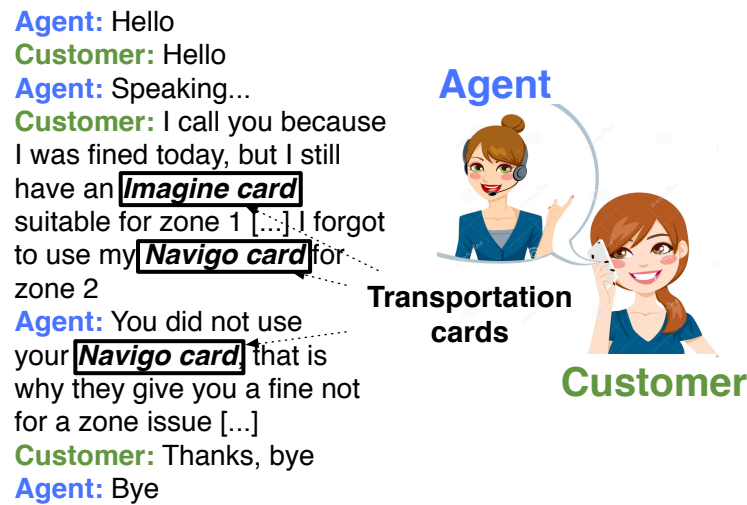 Agent: Hello
Customer: Hello
Agent: Speaking...
Customer: I call you because
I was fined today, but I still
have an Imagine card
suitable for zone 1 [...] I forgot
to use my Navigo card for
zone 2
Agent: You did not use
your Navigo card, that is
why they give you a fine not
for a zone issue [...]
Customer: Thanks, bye
Agent: Bye
Agent
Transportation
cards
Customer